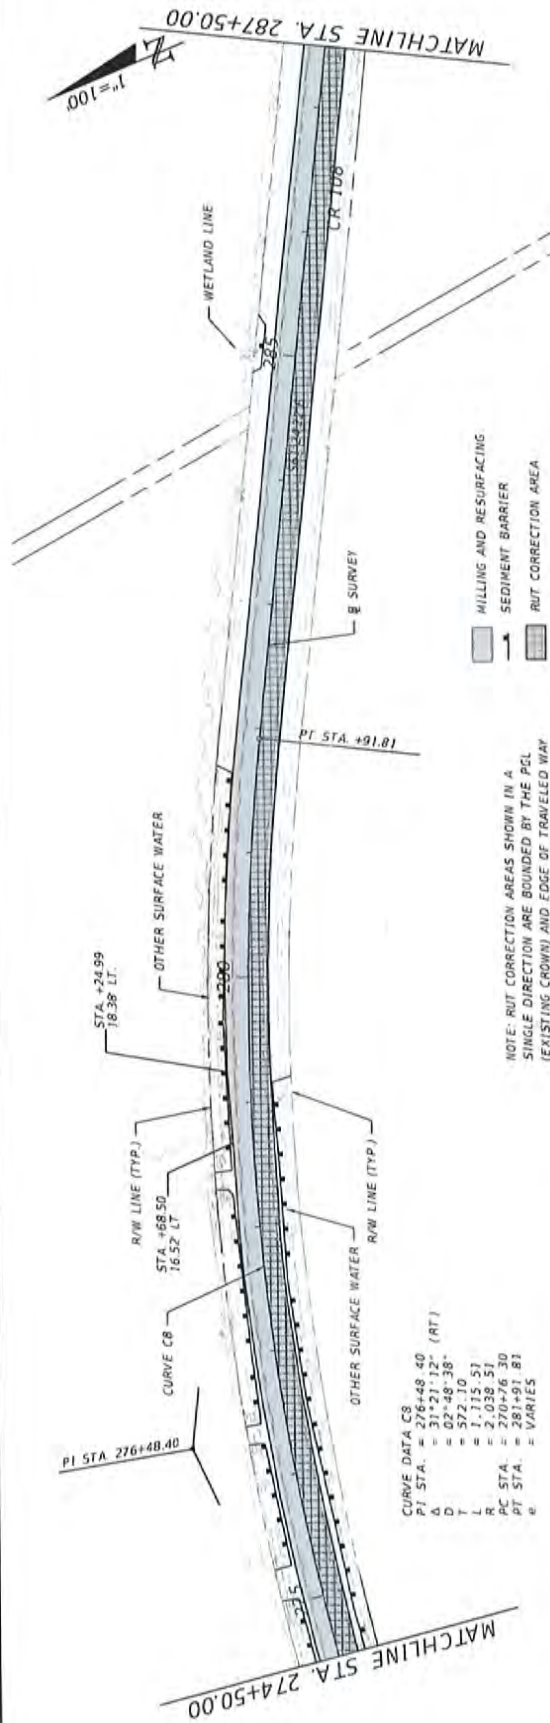 MATCHLINE STA. 287+50.00
1"=100'
N
WETLAND LINE
CR 108
285
℄ SURVEY
PT STA. +91.81
OTHER SURFACE WATER
STA. +24.99
18.38' LT.
280
R/W LINE (TYP.)
STA. +68.50
16.52' LT
CURVE C8
R/W LINE (TYP.)
OTHER SURFACE WATER
PI STA. 276+48.40
275
MATCHLINE STA. 274+50.00
CURVE DATA C8
PI STA. = 276+48.40
Δ = 31°21'12" (RT)
D = 02°48'38"
T = 572.10
L = 1,115.51
R = 2,038.51
PC STA. = 270+76.30
PT STA. = 281+91.81
e = VARIES
NOTE: RUT CORRECTION AREAS SHOWN IN A
SINGLE DIRECTION ARE BOUNDED BY THE PGL
(EXISTING CROWN) AND EDGE OF TRAVELED WAY
MILLING AND RESURFACING
SEDIMENT BARRIER
RUT CORRECTION AREA